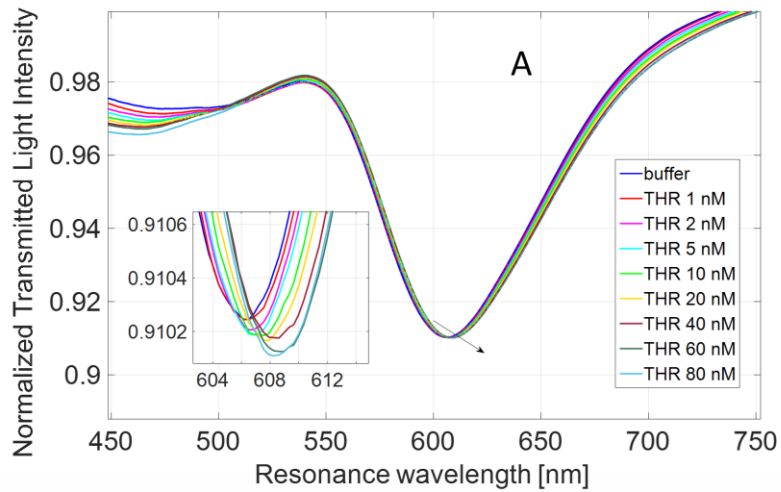 Normalized Transmitted Light Intensity
0.98
0.96
0.94
0.92
0.9
A
buffer
THR 1 nM
THR 2 nM
THR 5 nM
THR 10 nM
THR 20 nM
THR 40 nM
THR 60 nM
THR 80 nM
0.9106
0.9104
0.9102
604 608 612
450 500 550 600 650 700 750
Resonance wavelength [nm]